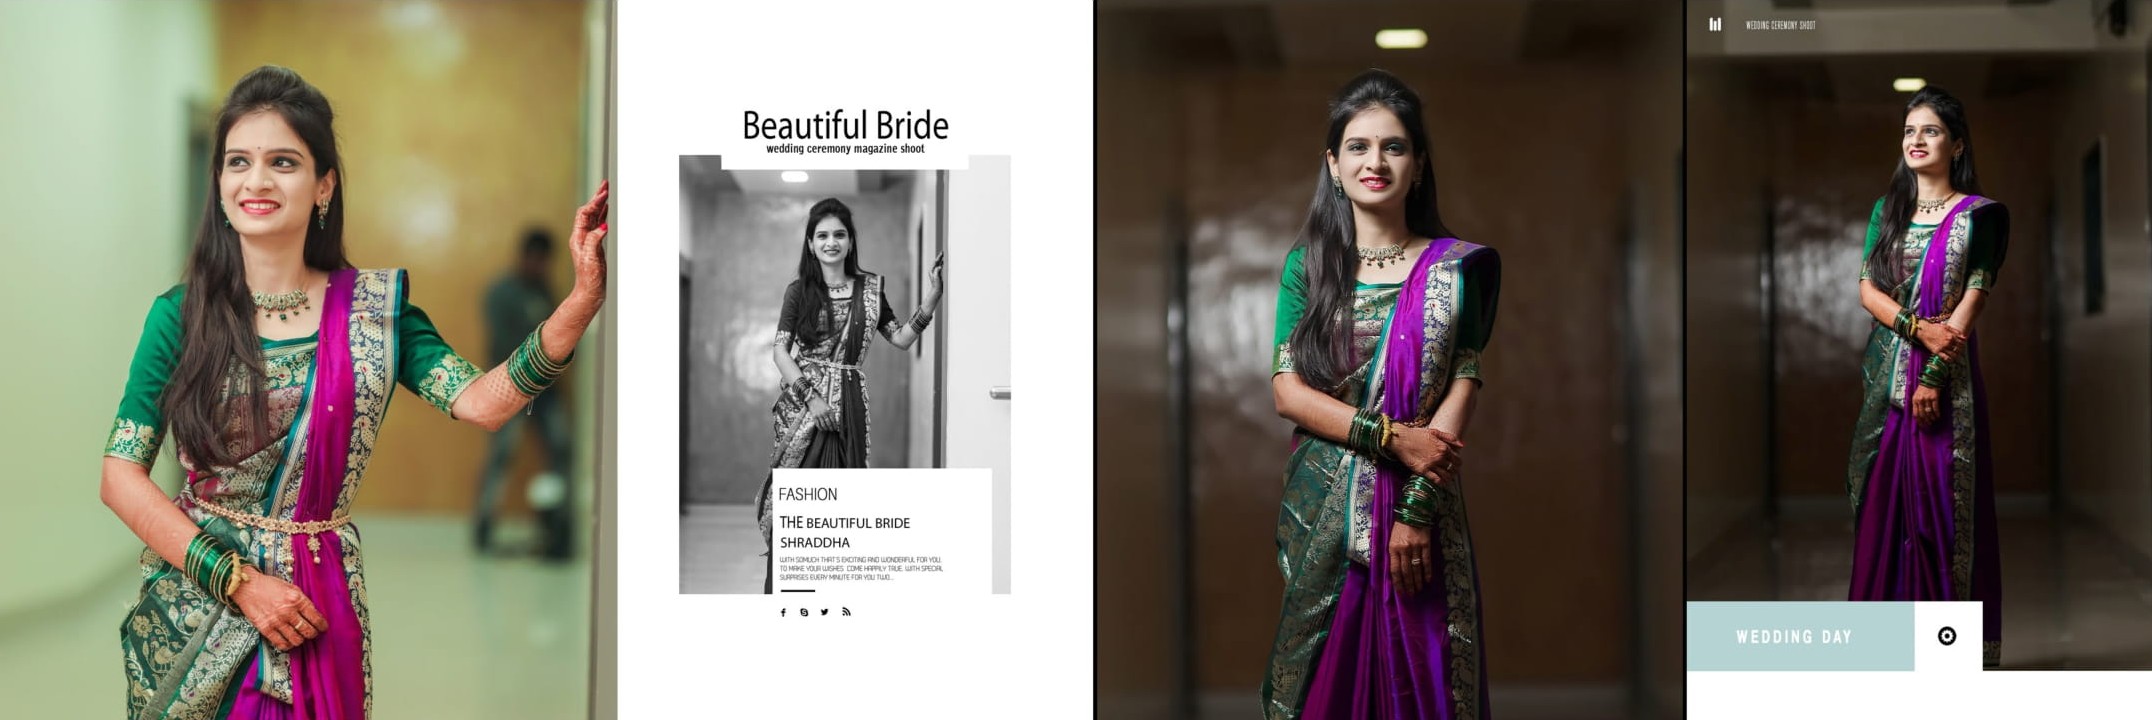 Beautiful Bride
wedding ceremony magazine shoot
FASHION
THE BEAUTIFUL BRIDE
SHRADDHA
WITH SOMUCH THAT'S EXCITING AND WONDERFUL FOR YOU.
TO MAKE YOUR WISHES COME HAPPILY TRUE, WITH SPECIAL
SURPRISES EVERY MINUTE FOR YOU TWO...
WEDDING CEREMONY SHOOT
WEDDING DAY